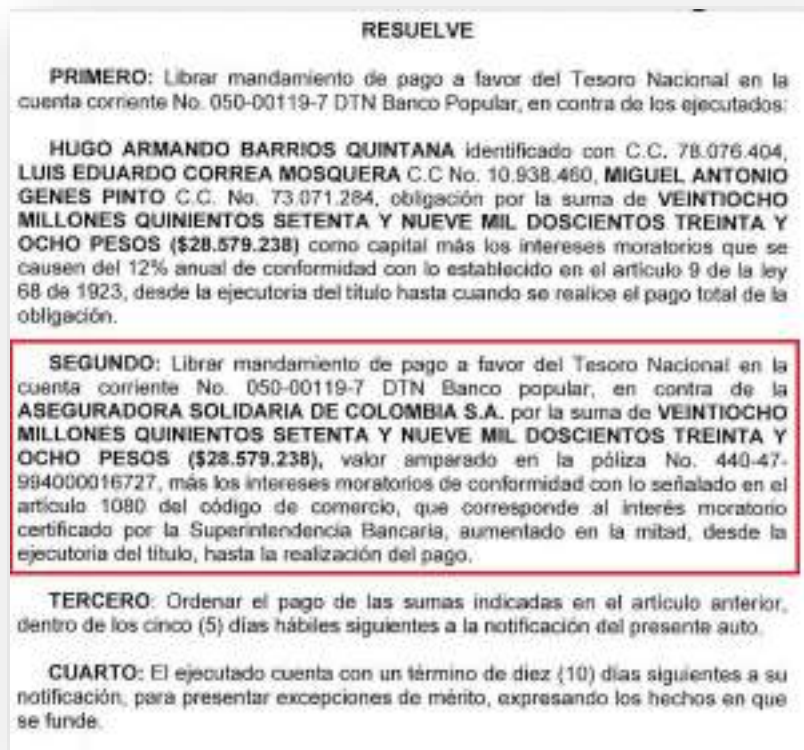 RESUELVE
PRIMERO: Librar mandamiento de pago a favor del Tesoro Nacional en la
cuenta corriente No. 050-00119-7 DTN Banco Popular, en contra de los ejecutados:
HUGO ARMANDO BARRIOS QUINTANA identificado con C.C. 78.076.404,
LUIS EDUARDO CORREA MOSQUERA C.C No. 10.938.460, MIGUEL ANTONIO
GENES PINTO C.C. No. 73.071.284, obligación por la suma de VEINTIOCHO
MILLONES QUINIENTOS SETENTA Y NUEVE MIL DOSCIENTOS TREINTA Y
OCHO PESOS ($28.579.238) como capital más los intereses moratorios que se
causen del 12% anual de conformidad con lo establecido en el artículo 9 de la ley
68 de 1923, desde la ejecutoria del título hasta cuando se realice el pago total de la
obligación.
SEGUNDO: Librar mandamiento de pago a favor del Tesoro Nacional en la
cuenta corriente No. 050-00119-7 DTN Banco popular, en contra de la
ASEGURADORA SOLIDARIA DE COLOMBIA S.A. por la suma de VEINTIOCHO
MILLONES QUINIENTOS SETENTA Y NUEVE MIL DOSCIENTOS TREINTA Y
OCHO PESOS ($28.579.238), valor amparado en la póliza No. 440-47-
994000016727, más los intereses moratorios de conformidad con lo señalado en el
artículo 1080 del código de comercio, que corresponde al interés moratorio
certificado por la Superintendencia Bancaria, aumentado en la mitad, desde la
ejecutoria del título, hasta la realización del pago.
TERCERO: Ordenar el pago de las sumas indicadas en el artículo anterior,
dentro de los cinco (5) días hábiles siguientes a la notificación del presente auto.
CUARTO: El ejecutado cuenta con un término de diez (10) días siguientes a su
notificación, para presentar excepciones de mérito, expresando los hechos en que
se funde.